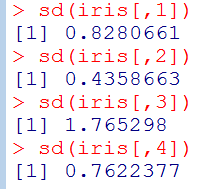 > sd(iris[,1])
[1] 0.8280661
> sd(iris[,2])
[1] 0.4358663
> sd(iris[,3])
[1] 1.765298
> sd(iris[,4])
[1] 0.7622377